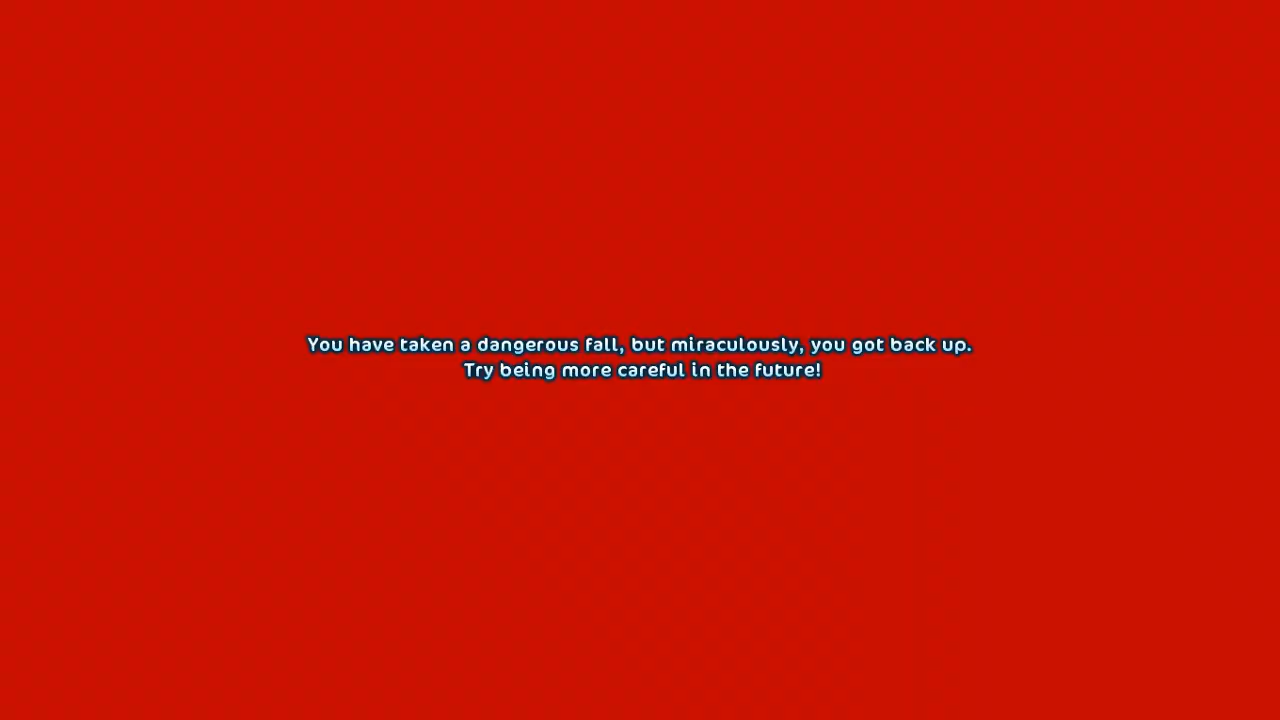 You have taken a dangerous fall, but miraculously, you got back up.
Try being more careful in the future!